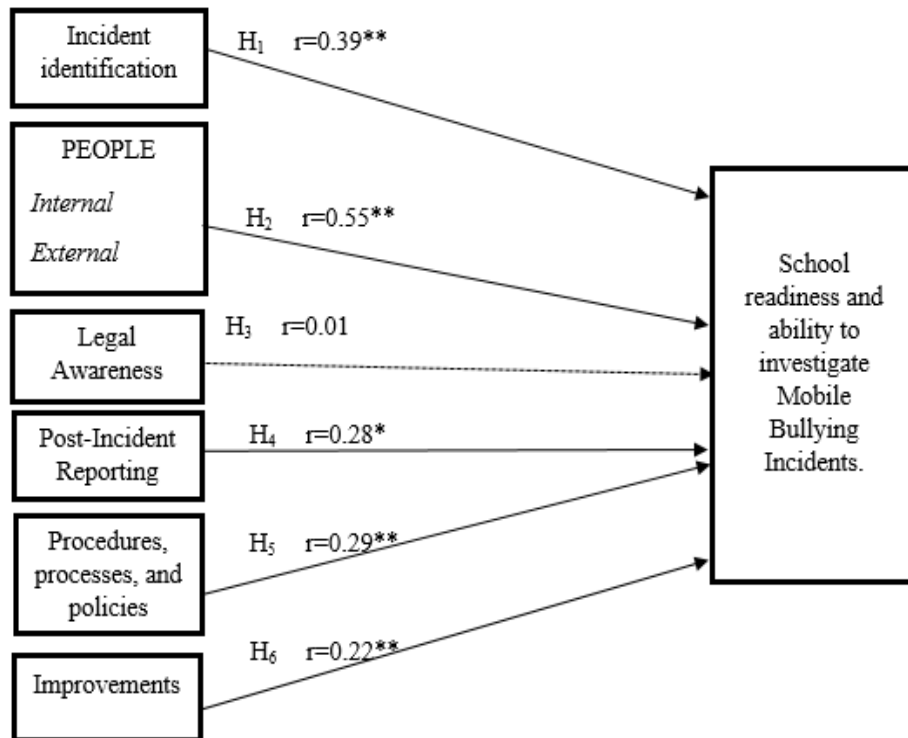 Incident
identification
H₁ r=0.39**
PEOPLE
Internal
External
H₂ r=0.55**
Legal
Awareness
H₃ r=0.01
Post-Incident
Reporting
H₄ r=0.28*
Procedures,
processes, and
policies
H₅ r=0.29**
Improvements
H₆ r=0.22**
School
readiness and
ability to
investigate
Mobile
Bullying
Incidents.